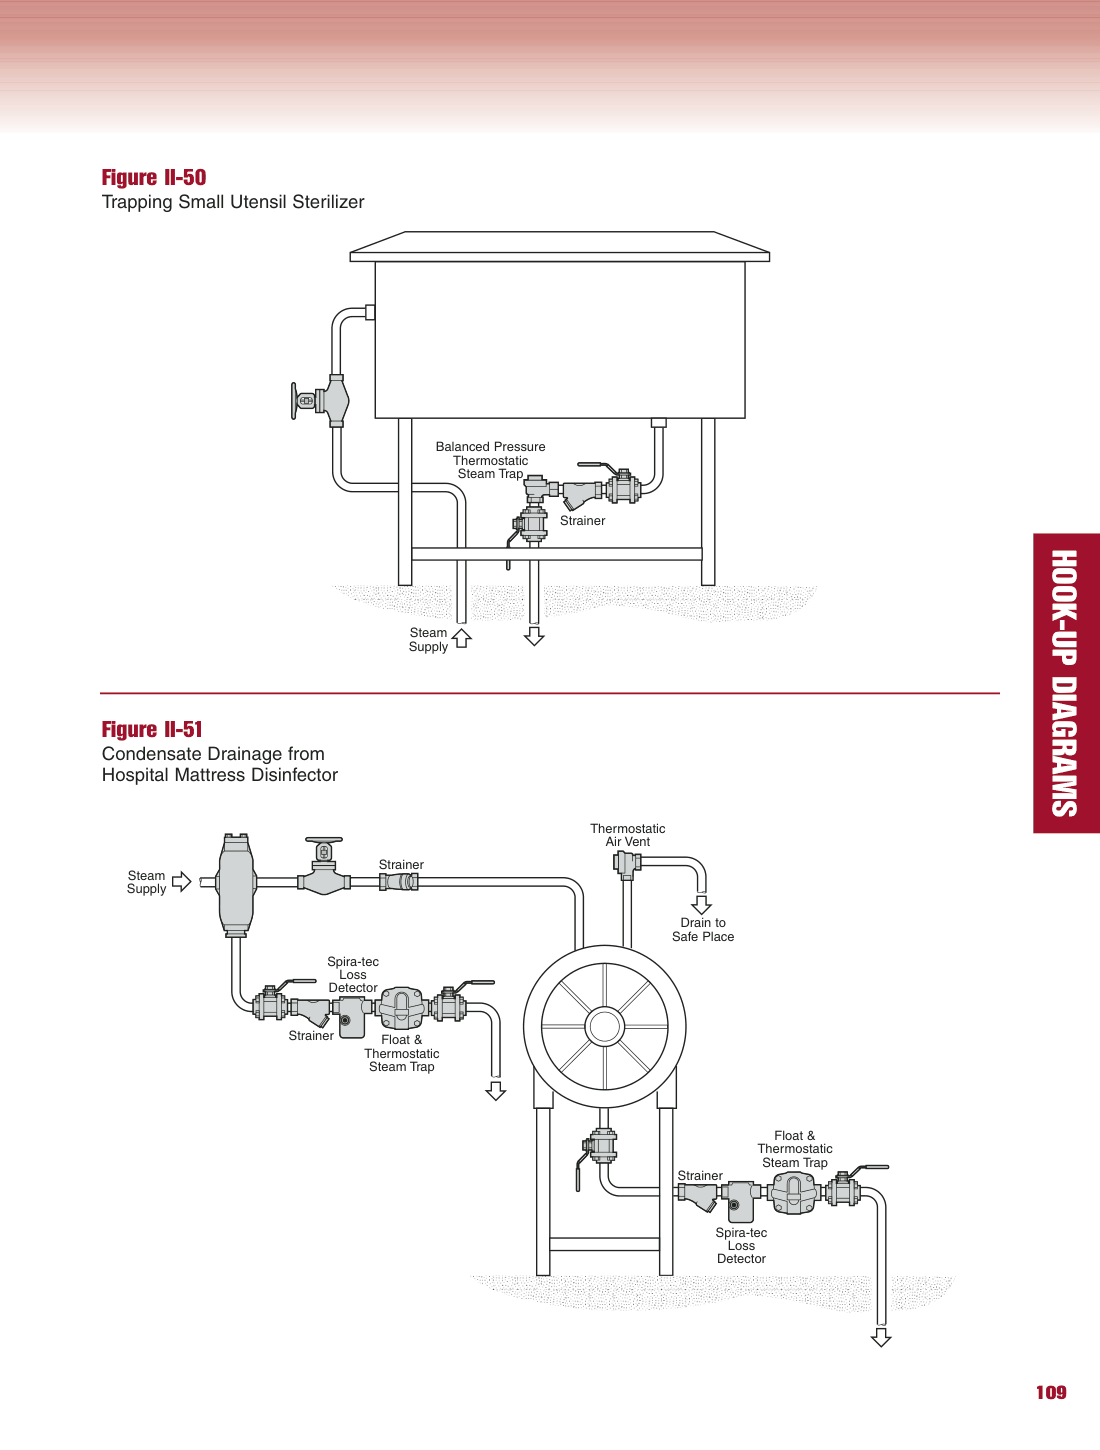 Figure II-50
Trapping Small Utensil Sterilizer
Balanced Pressure
Thermostatic
Steam Trap
Strainer
Steam
Supply
HOOK-UP DIAGRAMS
Figure II-51
Condensate Drainage from
Hospital Mattress Disinfector
Thermostatic
Air Vent
Strainer
Steam
Supply
Drain to
Safe Place
Spira-tec
Loss
Detector
Strainer
Float &
Thermostatic
Steam Trap
Float &
Thermostatic
Steam Trap
Strainer
Spira-tec
Loss
Detector
109